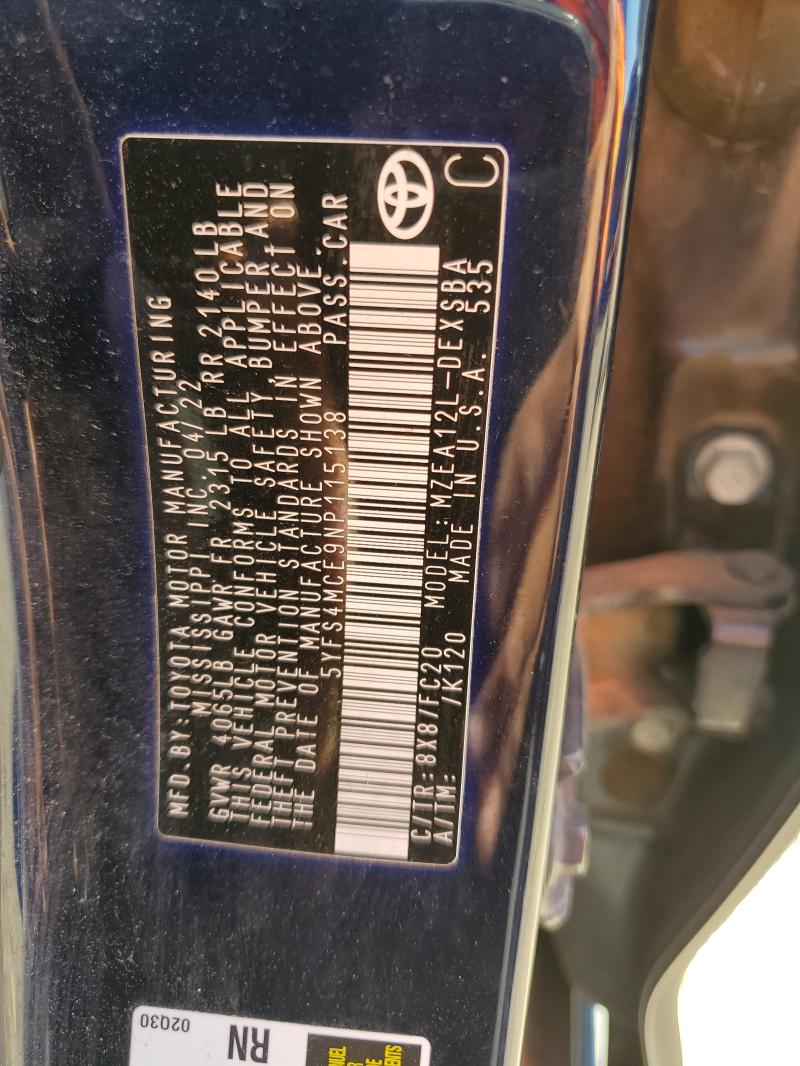 MFD.BY:TOYOTA MOTOR MANUFACTURING
MISSISSIPPI, INC. 04/22
GVWR 4065LB GAWR FR 2315 LB RR 2140LB
THIS VEHICLE CONFORMS TO ALL APPLICABLE
FEDERAL MOTOR VEHICLE SAFETY, BUMPER AND
THEFT PREVENTION STANDARDS IN EFFECT ON
THE DATE OF MANUFACTURE SHOWN ABOVE.
5YFS4MCE9NP115138 PASS.CAR
C/TR: 8X8/FC20 MODEL: MZEA12L-DEXSBA
A/TM: /K120 MADE IN U.S.A. 535
C
02Q30
RN